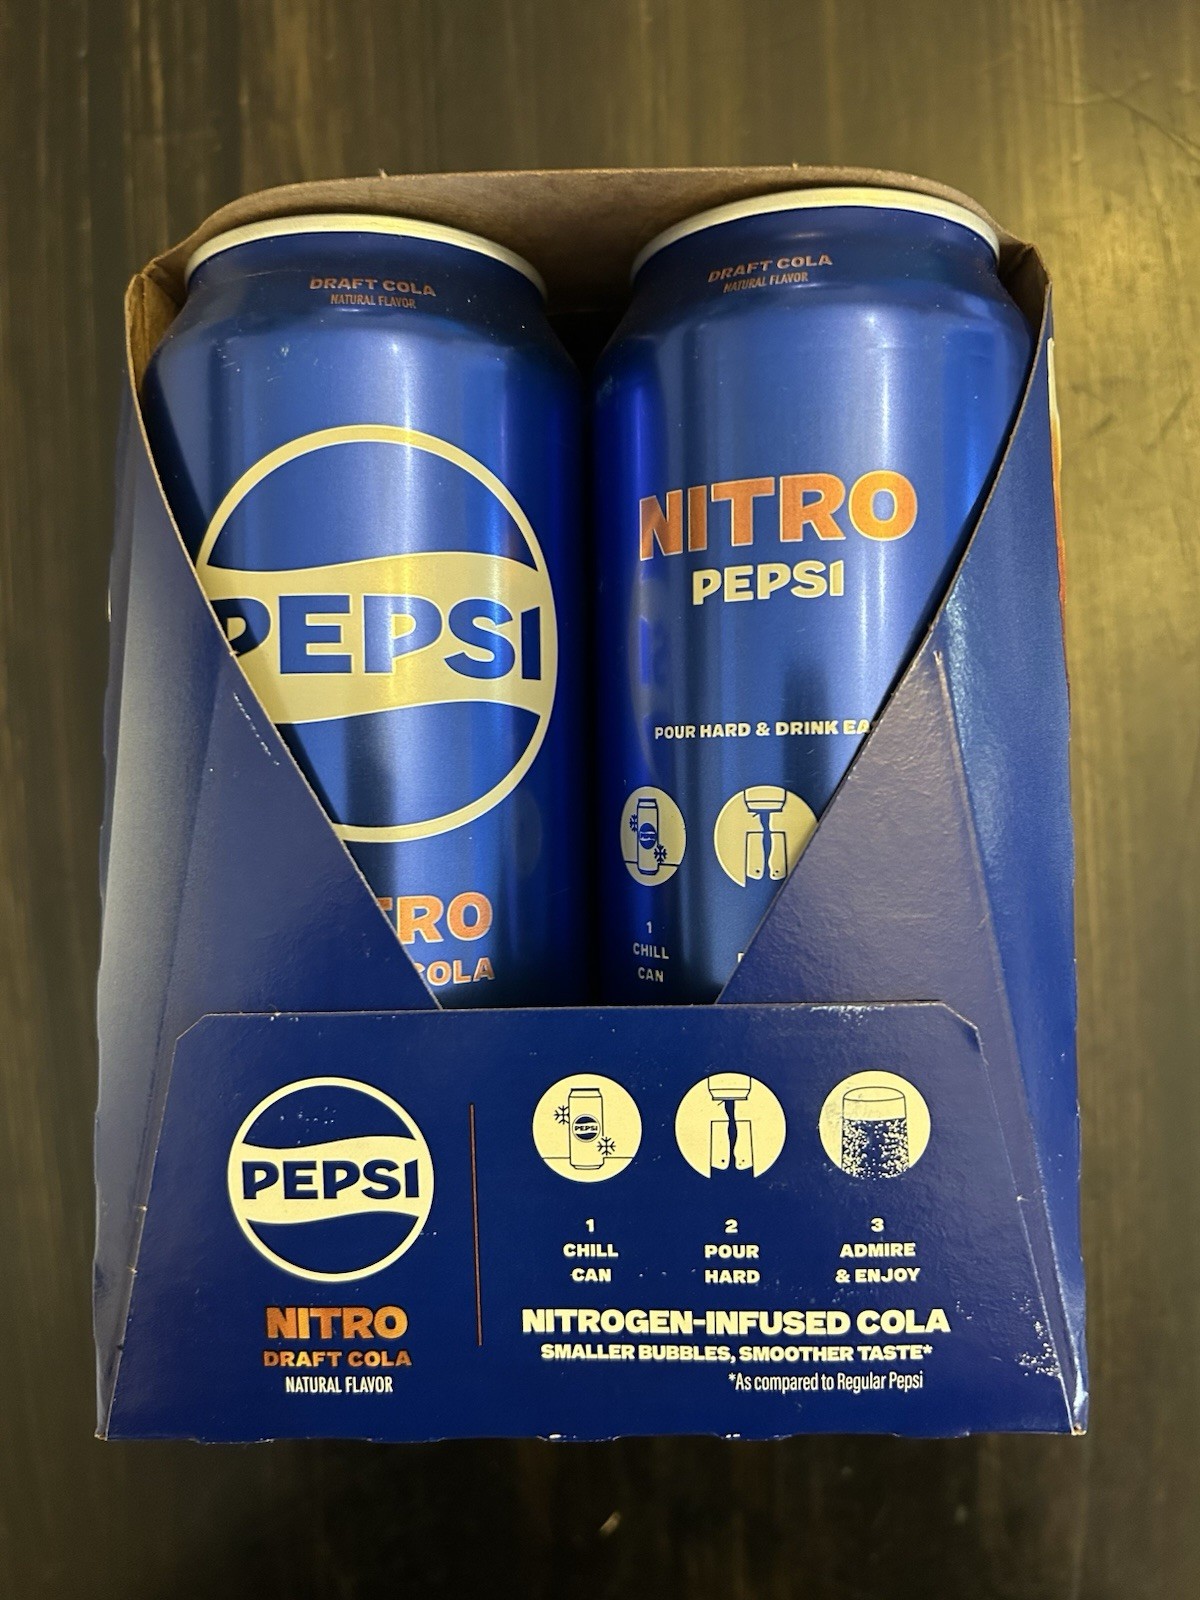 DRAFT COLA
NATURAL FLAVOR
PEPSI
TRO
COLA
DRAFT COLA
NATURAL FLAVOR
NITRO
PEPSI
POUR HARD & DRINK EA
1
CHILL
CAN
PEPSI
NITRO
DRAFT COLA
NATURAL FLAVOR
PEPSI
1
CHILL
CAN
2
POUR
HARD
3
ADMIRE
& ENJOY
NITROGEN-INFUSED COLA
SMALLER BUBBLES, SMOOTHER TASTE*
*As compared to Regular Pepsi